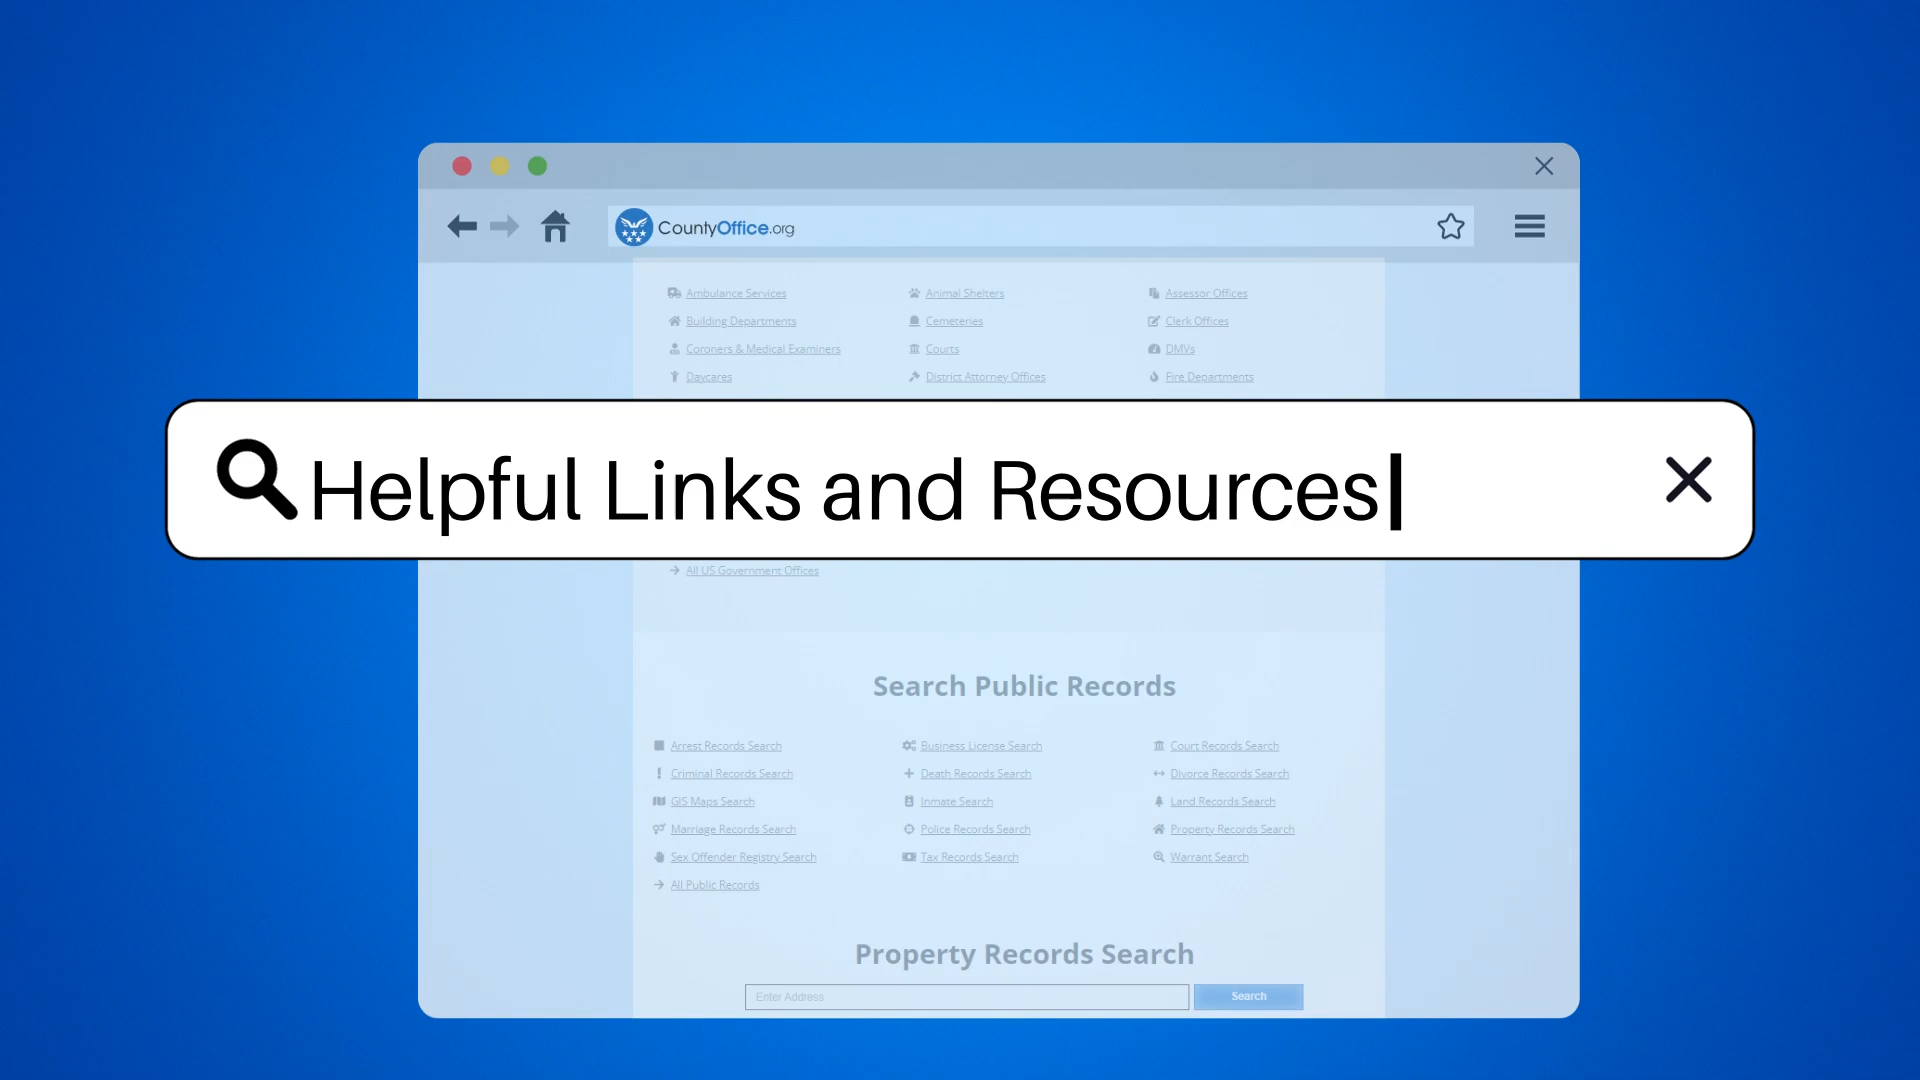 CountyOffice.org
Ambulance Services Animal Shelters Assessor Offices
Building Departments Cemeteries Clerk Offices
Coroners & Medical Examiners Courts DMVs
Daycares District Attorney Offices Fire Departments
Helpful Links and Resources
All US Government Offices
Search Public Records
Arrest Records Search Business License Search Court Records Search
Criminal Records Search Death Records Search Divorce Records Search
GIS Maps Search Inmate Search Land Records Search
Marriage Records Search Police Records Search Property Records Search
Sex Offender Registry Search Tax Records Search Warrant Search
All Public Records
Property Records Search
Enter Address Search